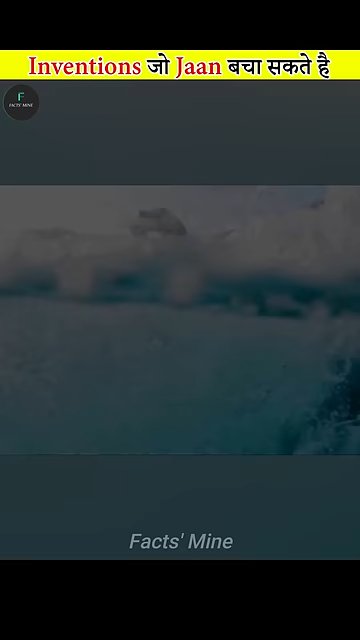 Inventions जो Jaan बचा सकते है
F
FACTS' MINE
Facts' Mine